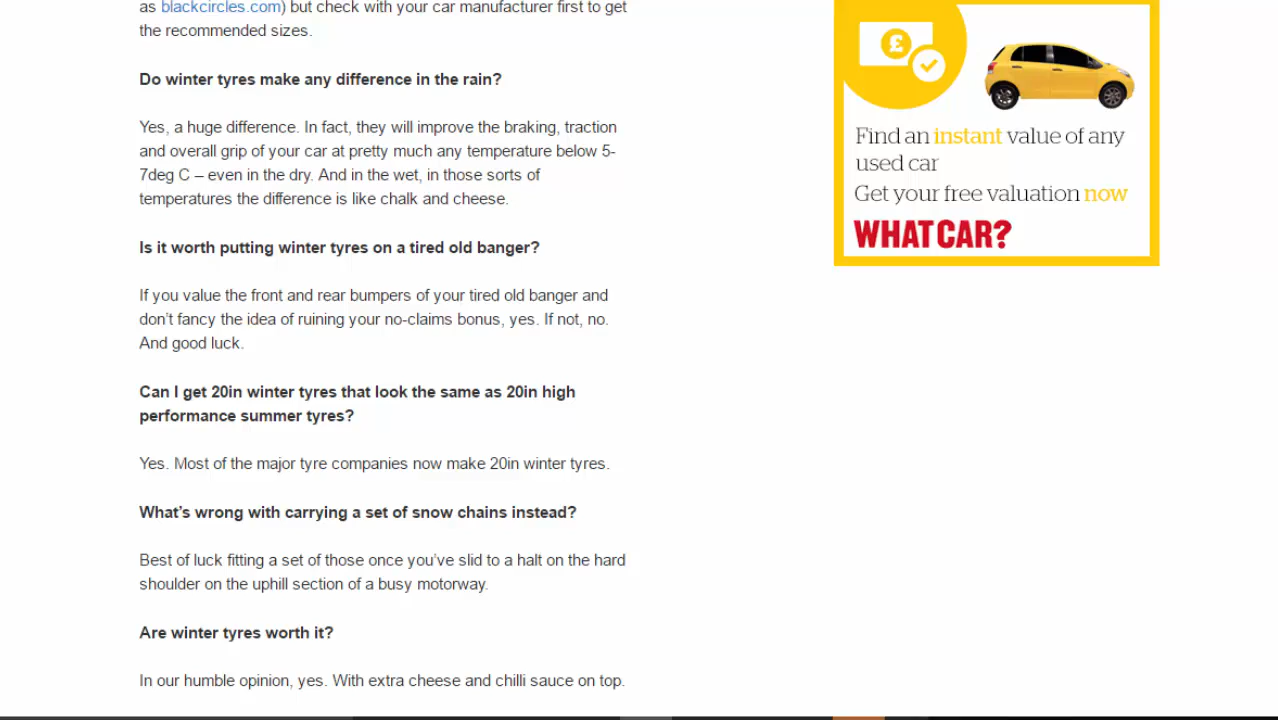 as blackcircles.com) but check with your car manufacturer first to get
the recommended sizes.
Do winter tyres make any difference in the rain?
Yes, a huge difference. In fact, they will improve the braking, traction
and overall grip of your car at pretty much any temperature below 5-
7deg C – even in the dry. And in the wet, in those sorts of
temperatures the difference is like chalk and cheese.
Is it worth putting winter tyres on a tired old banger?
If you value the front and rear bumpers of your tired old banger and
don’t fancy the idea of ruining your no-claims bonus, yes. If not, no.
And good luck.
Can I get 20in winter tyres that look the same as 20in high
performance summer tyres?
Yes. Most of the major tyre companies now make 20in winter tyres.
What’s wrong with carrying a set of snow chains instead?
Best of luck fitting a set of those once you’ve slid to a halt on the hard
shoulder on the uphill section of a busy motorway.
Are winter tyres worth it?
In our humble opinion, yes. With extra cheese and chilli sauce on top.
£
Find an instant value of any
used car
Get your free valuation now
WHAT CAR?